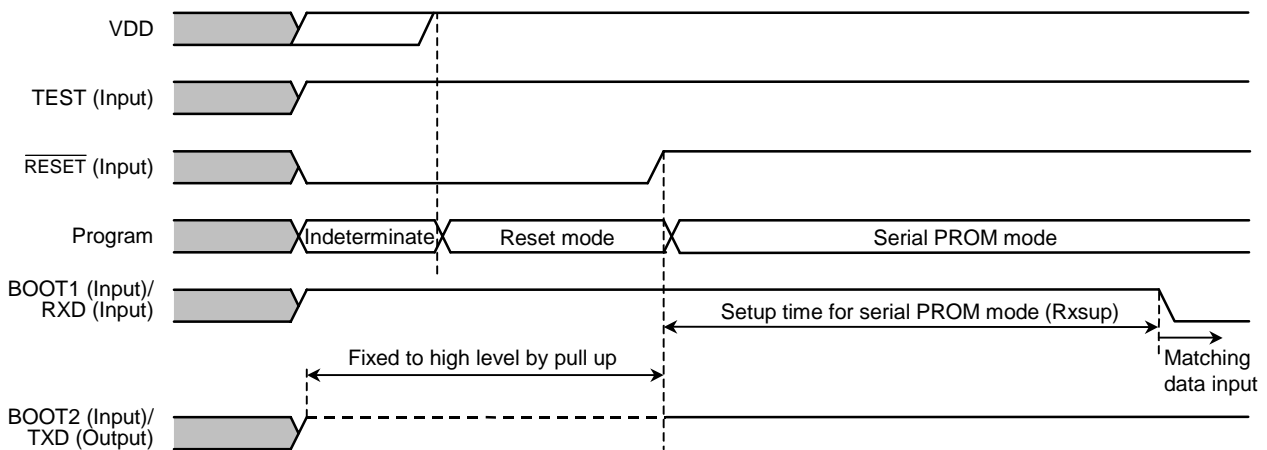 VDD
TEST (Input)
RESET (Input)
Program
Indeterminate
Reset mode
Serial PROM mode
BOOT1 (Input)/
RXD (Input)
Setup time for serial PROM mode (Rxsup)
Fixed to high level by pull up
Matching
data input
BOOT2 (Input)/
TXD (Output)